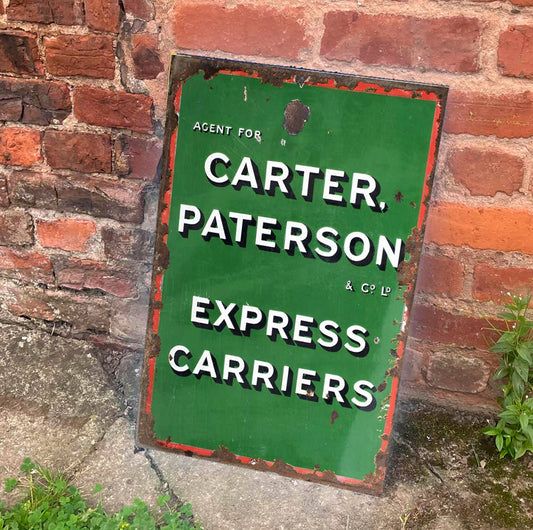 AGENT FOR
CARTER,
PATERSON
& Co. LD
EXPRESS
CARRIERS